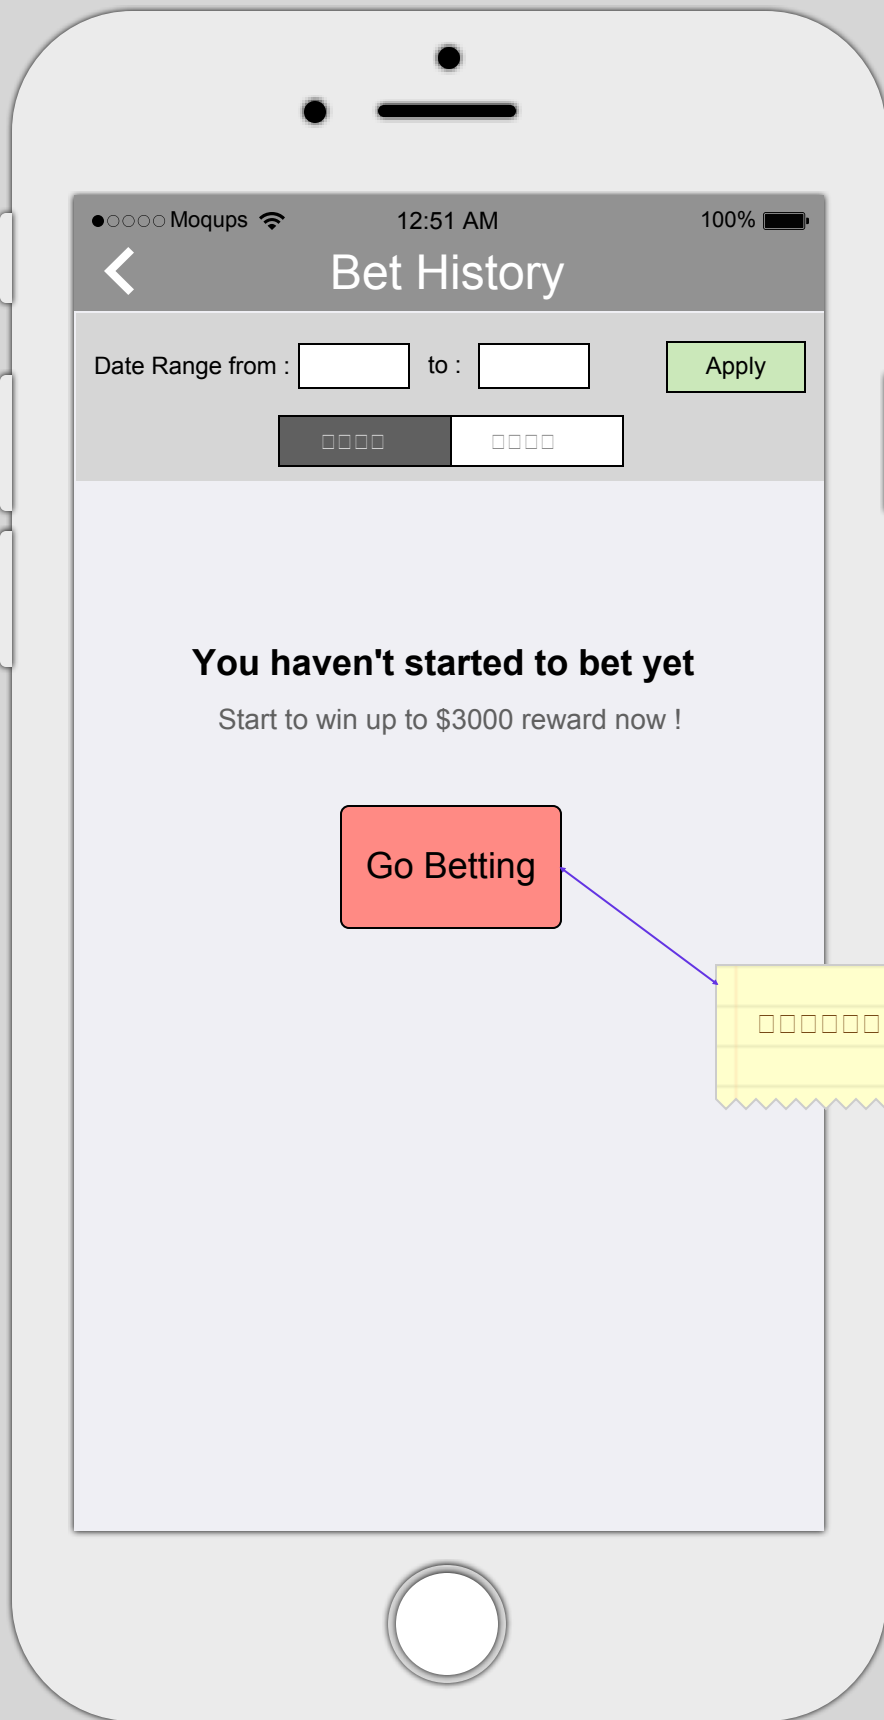 Moqups 12:51 AM 100%
Bet History
Date Range from : to : Apply
You haven't started to bet yet
Start to win up to $3000 reward now !
Go Betting